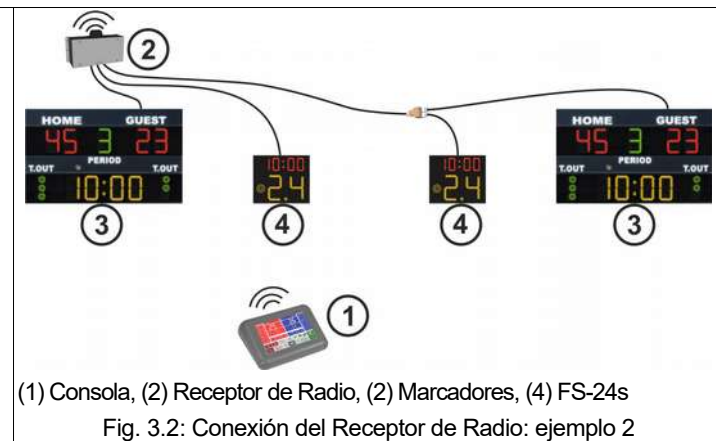 2
HOME GUEST
45 3 23
PERIOD
T.OUT T.OUT
10:00
3
10:00
2.4
4
10:00
2.4
4
HOME GUEST
45 3 23
PERIOD
T.OUT T.OUT
10:00
3
1
(1) Consola, (2) Receptor de Radio, (2) Marcadores, (4) FS-24s
Fig. 3.2: Conexión del Receptor de Radio: ejemplo 2